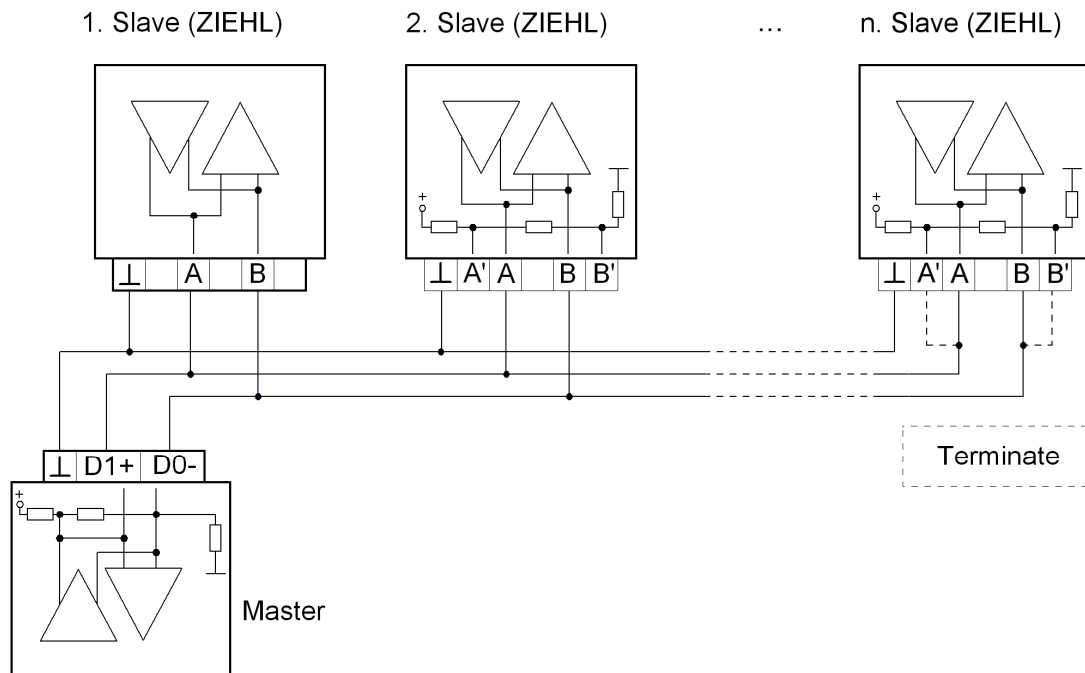 1. Slave (ZIEHL) 2. Slave (ZIEHL) ... n. Slave (ZIEHL)
+ +
⊥ A B ⊥ A' A B B' ⊥ A' A B B'
⊥ D1+ D0-
Terminate
+
Master